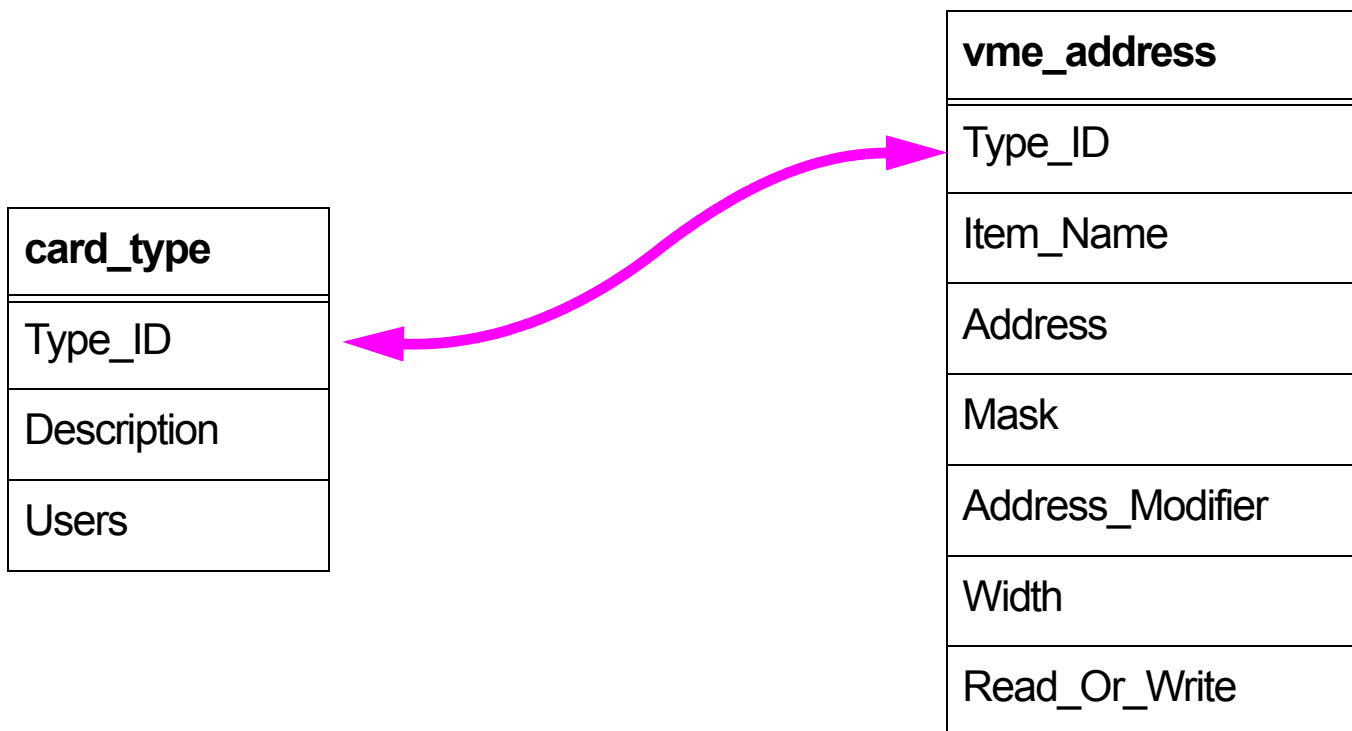 card_type
Type_ID
Description
Users
vme_address
Type_ID
Item_Name
Address
Mask
Address_Modifier
Width
Read_Or_Write